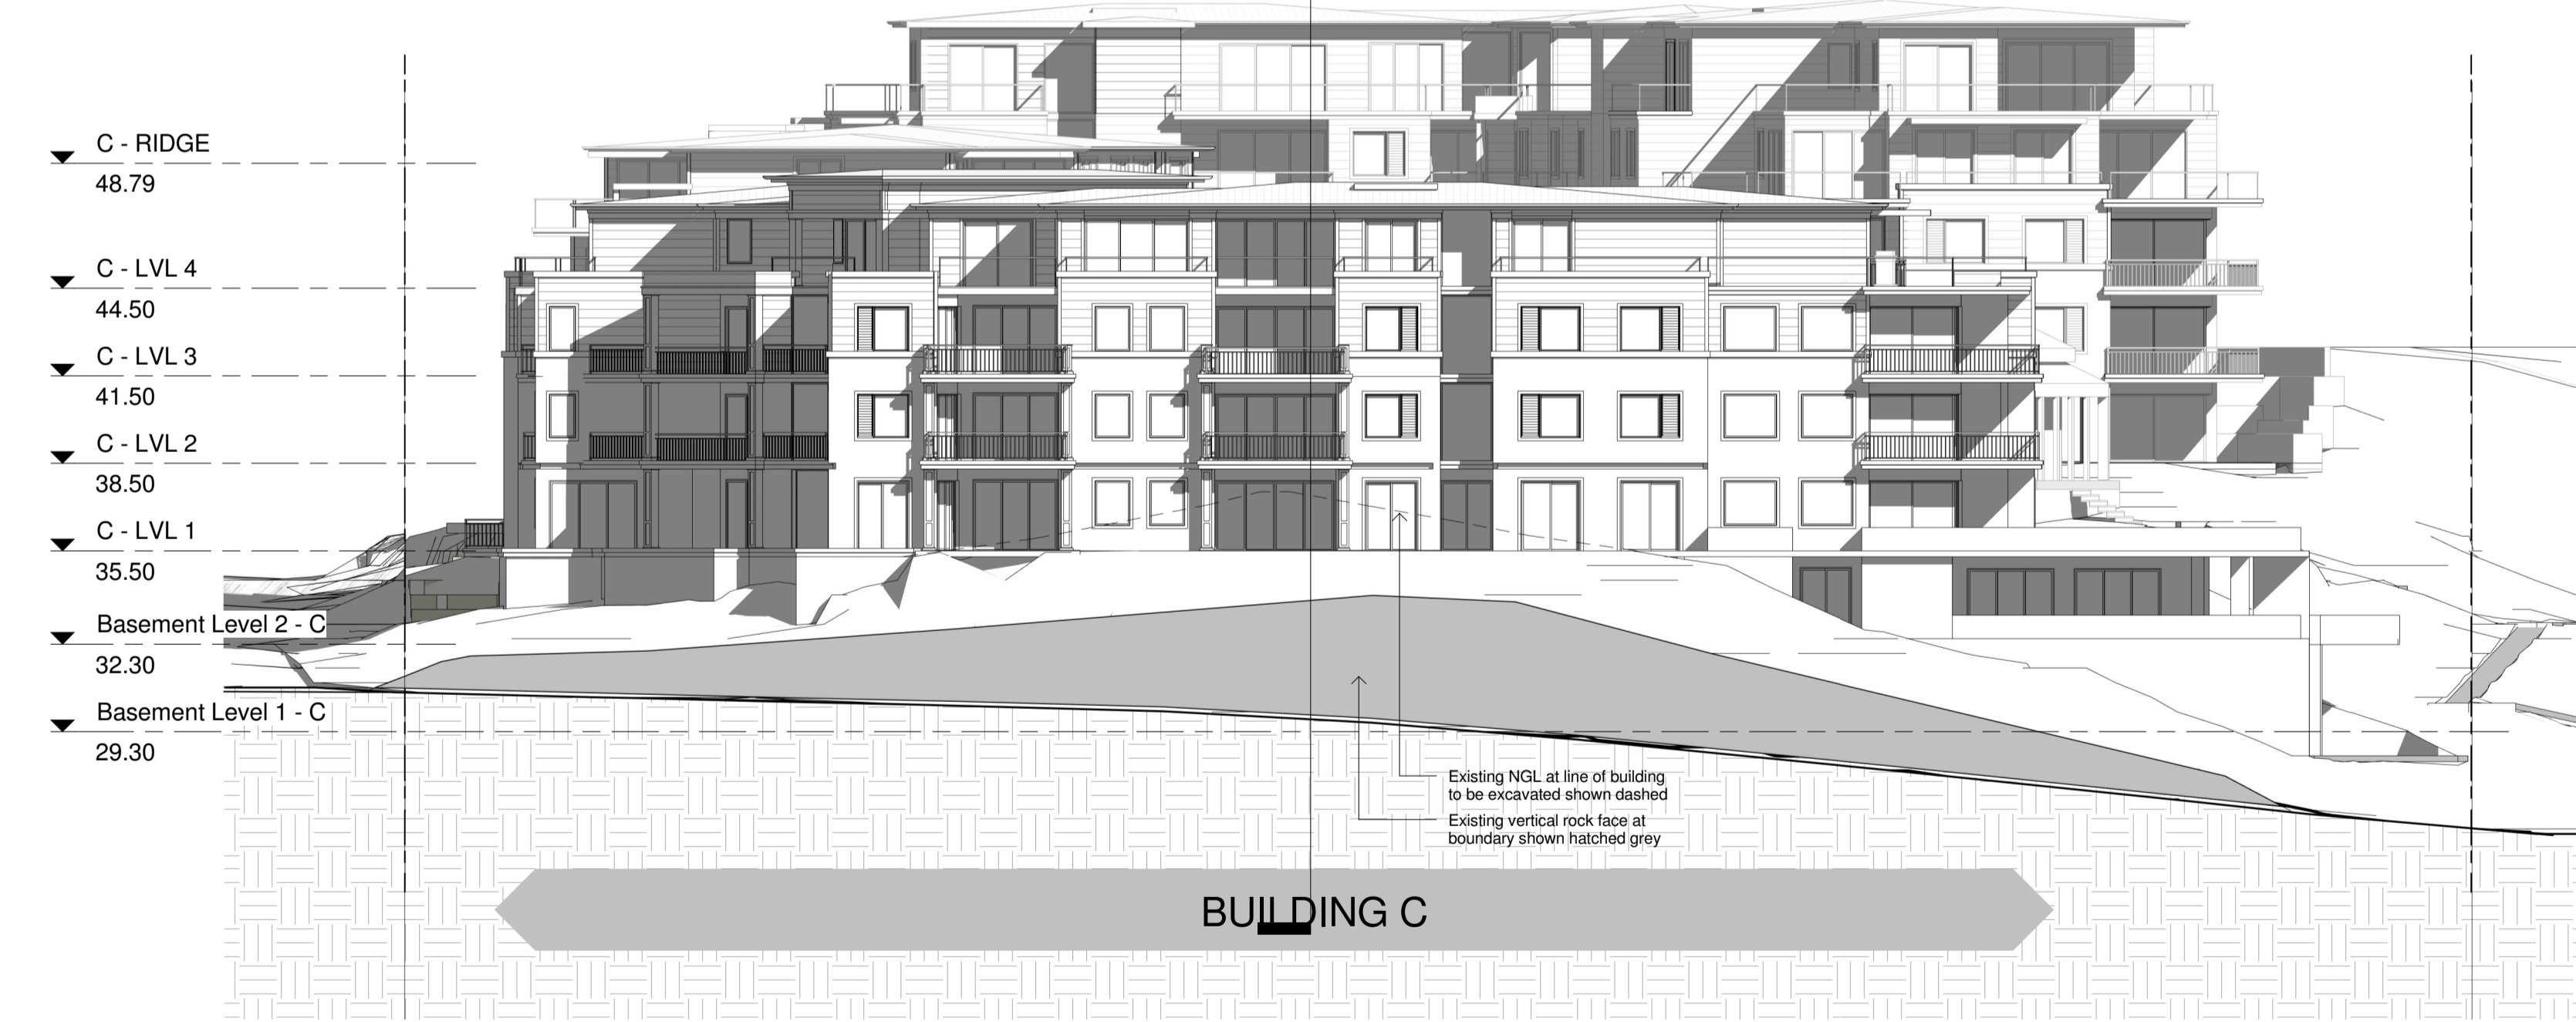 C - RIDGE
48.79
C - LVL 4
44.50
C - LVL 3
41.50
C - LVL 2
38.50
C - LVL 1
35.50
Basement Level 2 - C
32.30
Basement Level 1 - C
29.30
Existing NGL at line of building
to be excavated shown dashed
Existing vertical rock face at
boundary shown hatched grey
BUILDING C